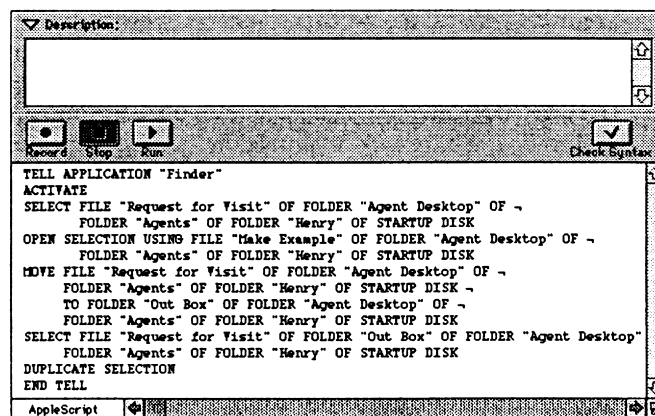 Description:
Record Stop Run Check Syntax
TELL APPLICATION "Finder"
ACTIVATE
SELECT FILE "Request for Visit" OF FOLDER "Agent Desktop" OF ¬
FOLDER "Agents" OF FOLDER "Henry" OF STARTUP DISK
OPEN SELECTION USING FILE "Make Example" OF FOLDER "Agent Desktop" OF ¬
FOLDER "Agents" OF FOLDER "Henry" OF STARTUP DISK
MOVE FILE "Request for Visit" OF FOLDER "Agent Desktop" OF ¬
FOLDER "Agents" OF FOLDER "Henry" OF STARTUP DISK ¬
TO FOLDER "Out Box" OF FOLDER "Agent Desktop" OF ¬
FOLDER "Agents" OF FOLDER "Henry" OF STARTUP DISK
SELECT FILE "Request for Visit" OF FOLDER "Out Box" OF FOLDER "Agent Desktop"
FOLDER "Agents" OF FOLDER "Henry" OF STARTUP DISK
DUPLICATE SELECTION
END TELL
AppleScript